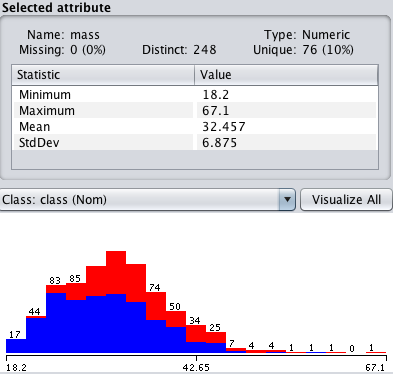 Selected attribute
Name: mass Type: Numeric
Missing: 0 (0%) Distinct: 248 Unique: 76 (10%)
Statistic Value
Minimum 18.2
Maximum 67.1
Mean 32.457
StdDev 6.875
Class: class (Nom) Visualize All
17 44 83 85 74 50 34 25 7 4 4 1 1 1 0 1
18.2 42.65 67.1